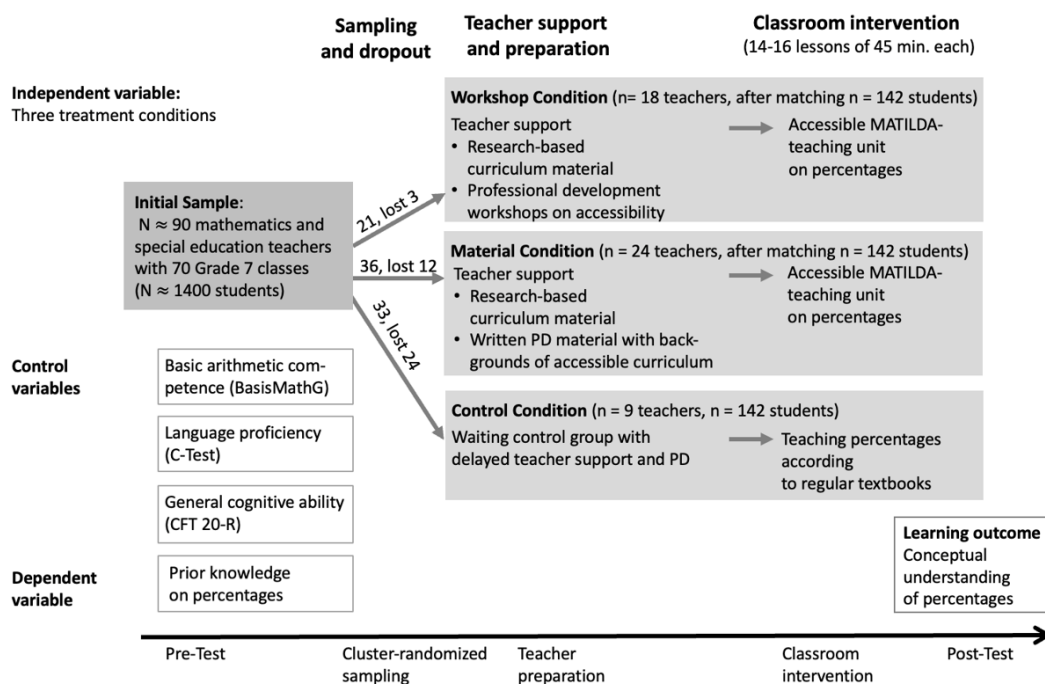 Sampling
and dropout
Teacher support
and preparation
Classroom intervention
(14-16 lessons of 45 min. each)
Independent variable:
Three treatment conditions
Workshop Condition (n= 18 teachers, after matching n = 142 students)
Teacher support
• Research-based
curriculum material
• Professional development
workshops on accessibility
Accessible MATILDA-
teaching unit
on percentages
Initial Sample:
N ≈ 90 mathematics and
special education teachers
with 70 Grade 7 classes
(N ≈ 1400 students)
21, lost 3
36, lost 12
33, lost 24
Material Condition (n = 24 teachers, after matching n = 142 students)
Teacher support
• Research-based
curriculum material
• Written PD material with back-
grounds of accessible curriculum
Accessible MATILDA-
teaching unit
on percentages
Control
variables
Basic arithmetic com-
petence (BasisMathG)
Language proficiency
(C-Test)
General cognitive ability
(CFT 20-R)
Control Condition (n = 9 teachers, n = 142 students)
Waiting control group with
delayed teacher support and PD
Teaching percentages
according
to regular textbooks
Dependent
variable
Prior knowledge
on percentages
Learning outcome
Conceptual
understanding
of percentages
Pre-Test
Cluster-randomized
sampling
Teacher
preparation
Classroom
intervention
Post-Test